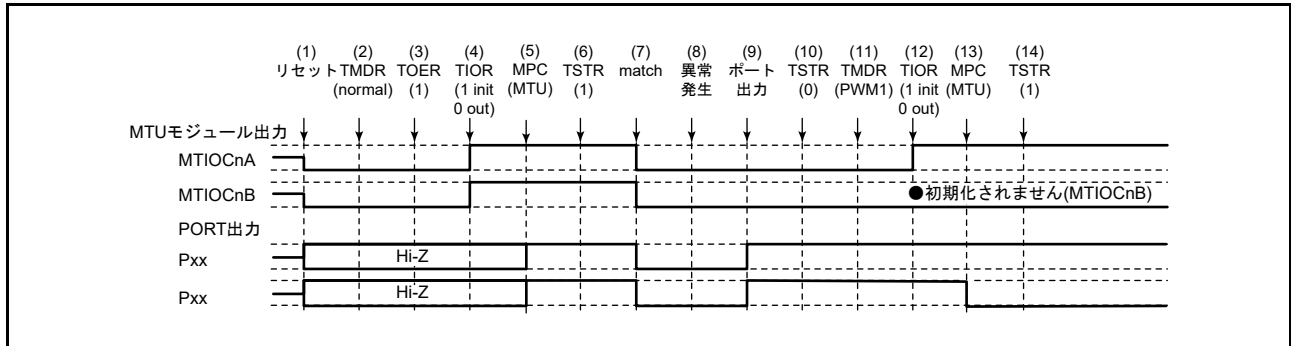 (1) (2) (3) (4) (5) (6) (7) (8) (9) (10) (11) (12) (13) (14)
リセット TMDR TOER TIOR MPC TSTR match 異常 ポート TSTR TMDR TIOR MPC TSTR
(normal) (1) (1 init (MTU) (1) 発生 出力 (0) (PWM1) (1 init (MTU) (1)
0 out) 0 out)
MTUモジュール出力
MTIOCnA
MTIOCnB ●初期化されません(MTIOCnB)
PORT出力
Pxx Hi-Z
Pxx Hi-Z